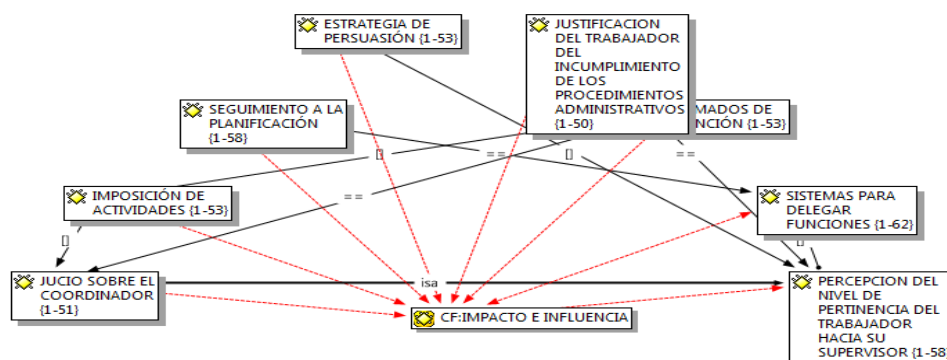 ESTRATEGIA DE
PERSUASIÓN {1-53}
JUSTIFICACION
DEL TRABAJADOR
DEL
INCUMPLIMIENTO
DE LOS
PROCEDIMIENTOS
ADMINISTRATIVOS
{1-50}
SEGUIMIENTO A LA
PLANIFICACIÓN
{1-58}
MADOS DE
NCIÓN {1-53}
[]
==
[]
==
IMPOSICIÓN DE
ACTIVIDADES {1-53}
==
SISTEMAS PARA
DELEGAR
FUNCIONES {1-62}
[]
[]
JUCIO SOBRE EL
COORDINADOR
{1-51}
isa
CF:IMPACTO E INFLUENCIA
PERCEPCION DEL
NIVEL DE
PERTINENCIA DEL
TRABAJADOR
HACIA SU
SUPERVISOR {1-58}